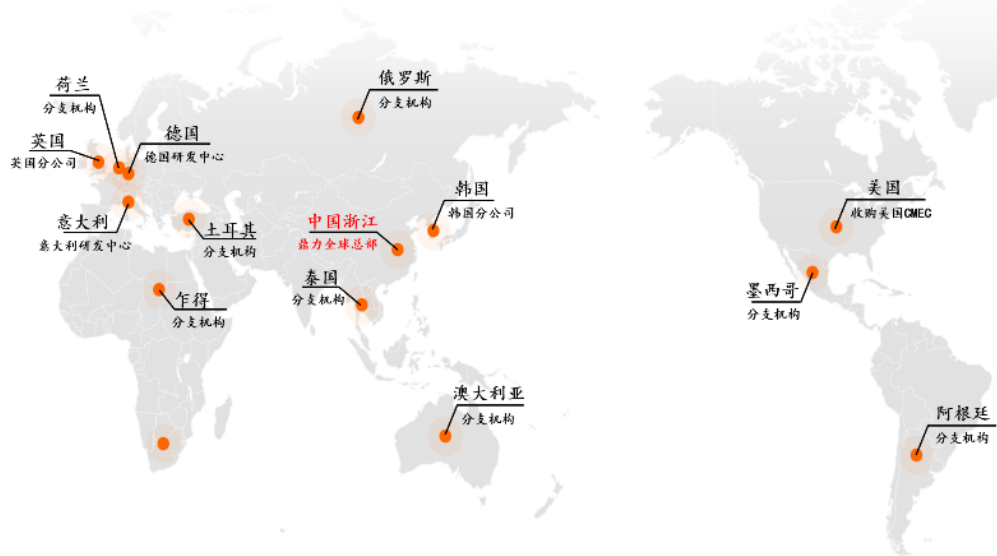 俄罗斯
分支机构
荷兰
分支机构
德国
德国研发中心
英国
英国分公司
美国
收购美国CMEC
韩国
韩国分公司
意大利
意大利研发中心
土耳其
分支机构
中国浙江
鼎力全球总部
泰国
分支机构
墨西哥
分支机构
乍得
分支机构
澳大利亚
分支机构
阿根廷
分支机构